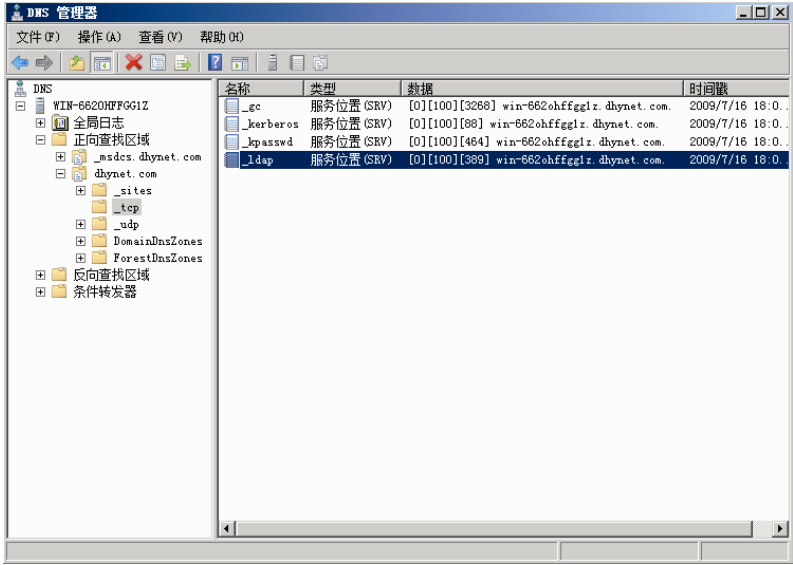 DNS 管理器
文件(F) 操作(A) 查看(V) 帮助(H)
DNS
WIN-662OHFFGG1Z
全局日志
正向查找区域
_msdcs.dhynet.com
dhynet.com
_sites
_tcp
_udp
DomainDnsZones
ForestDnsZones
反向查找区域
条件转发器
名称 类型 数据 时间戳
_gc 服务位置(SRV) [0][100][3268] win-662ohffgg1z.dhynet.com. 2009/7/16 18:0..
_kerberos 服务位置(SRV) [0][100][88] win-662ohffgg1z.dhynet.com. 2009/7/16 18:0..
_kpasswd 服务位置(SRV) [0][100][464] win-662ohffgg1z.dhynet.com. 2009/7/16 18:0..
_ldap 服务位置(SRV) [0][100][389] win-662ohffgg1z.dhynet.com. 2009/7/16 18:0..